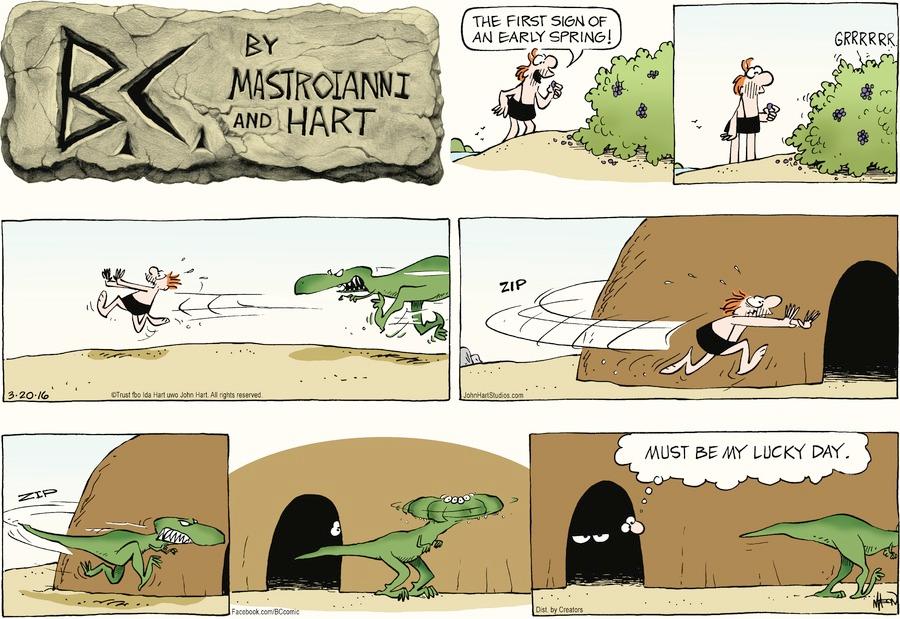 B.C.
BY
MASTROIANNI
AND HART
THE FIRST SIGN OF
AN EARLY SPRING!
GRRRRRR
3-20-16
©Trust fbo Ida Hart uwo John Hart. All rights reserved.
ZIP
JohnHartStudios.com
ZIP
Facebook.com/BCcomic
MUST BE MY LUCKY DAY.
Dist. by Creators